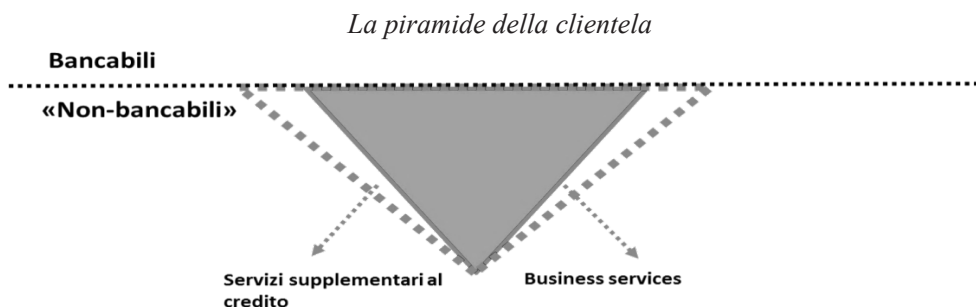 La piramide della clientela
Bancabili
«Non-bancabili»
Servizi supplementari al
credito
Business services